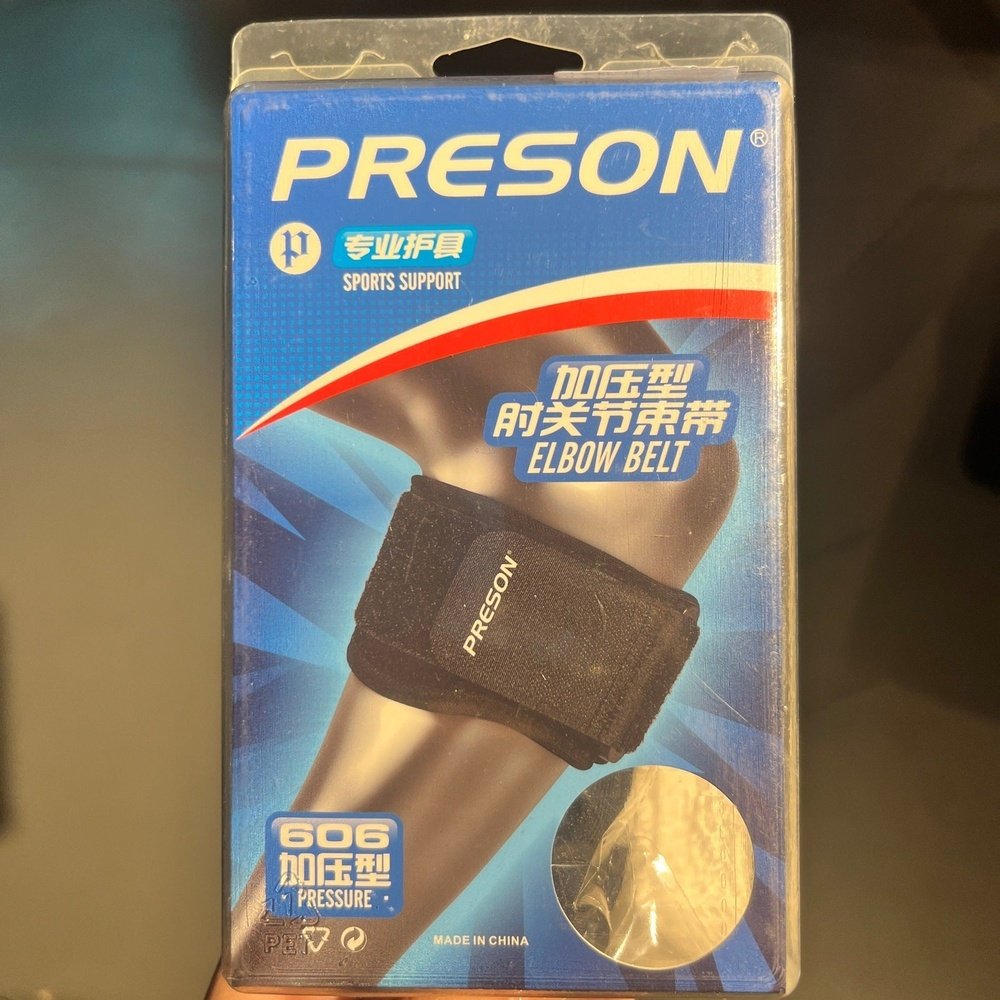 PRESON®
专业护具
SPORTS SUPPORT
加压型
肘关节束带
ELBOW BELT
PRESON®
606
加压型
PRESSURE
PET
MADE IN CHINA